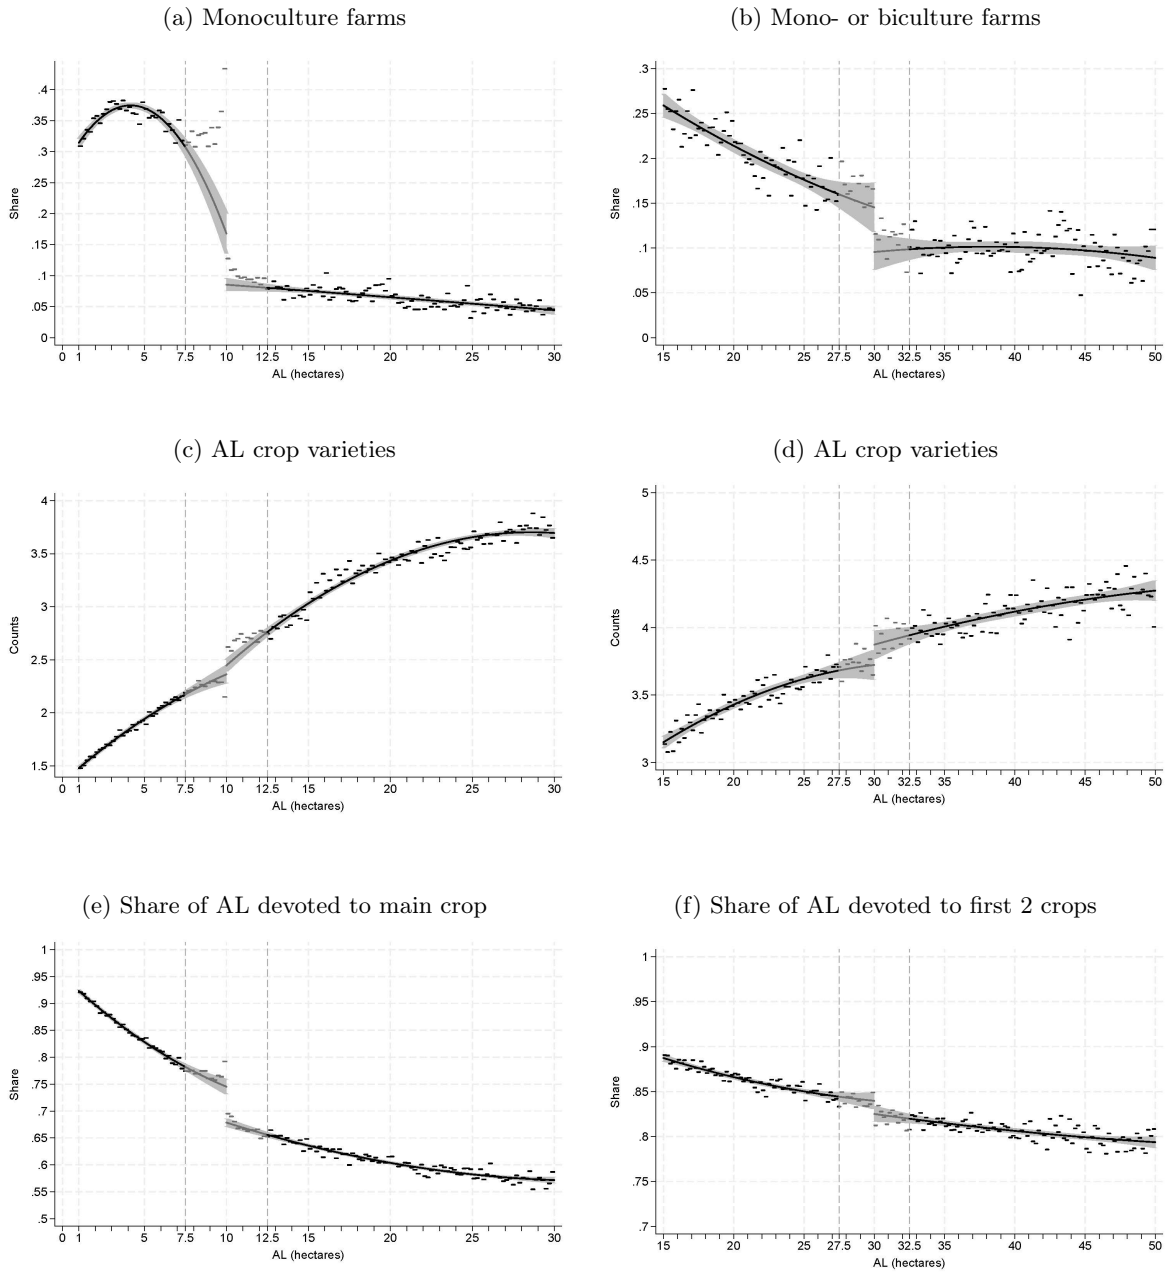 (a) Monoculture farms
.4
.35
.3
.25
.2
.15
.1
.05
0
Share
0 1 5 7.5 10 12.5 15 20 25 30
AL (hectares)
(b) Mono- or biculture farms
.3
.25
.2
.15
.1
.05
0
Share
15 20 25 27.5 30 32.5 35 40 45 50
AL (hectares)
(c) AL crop varieties
4
3.5
3
2.5
2
1.5
Counts
0 1 5 7.5 10 12.5 15 20 25 30
AL (hectares)
(d) AL crop varieties
5
4.5
4
3.5
3
Counts
15 20 25 27.5 30 32.5 35 40 45 50
AL (hectares)
(e) Share of AL devoted to main crop
1
.95
.9
.85
.8
.75
.7
.65
.6
.55
.5
Share
0 1 5 7.5 10 12.5 15 20 25 30
AL (hectares)
(f) Share of AL devoted to first 2 crops
1
.95
.9
.85
.8
.75
.7
Share
15 20 25 27.5 30 32.5 35 40 45 50
AL (hectares)